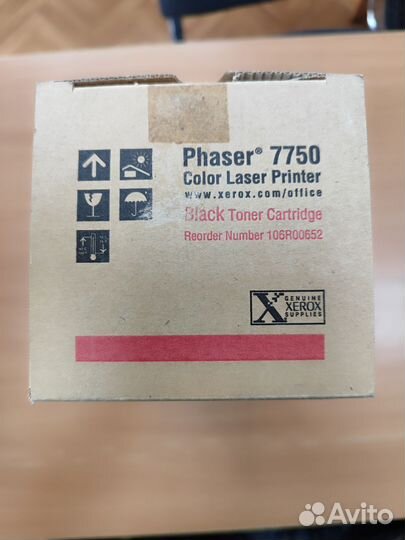 Phaser® 7750
Color Laser Printer
www.xerox.com/office
Black Toner Cartridge
Reorder Number 106R00652
X
GENUINE
XEROX
SUPPLIES
Avito